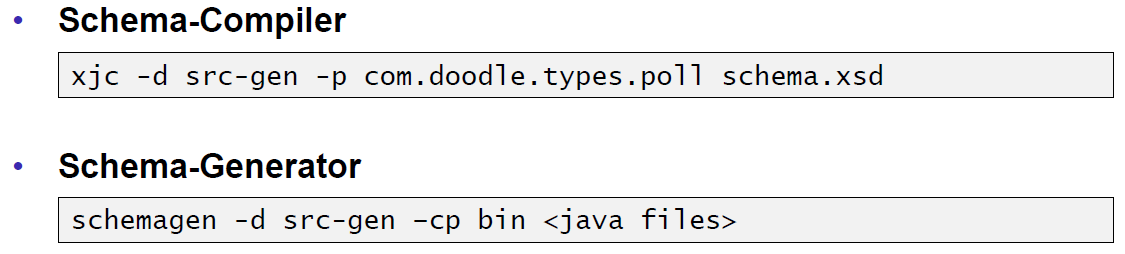 • Schema-Compiler
xjc -d src-gen -p com.doodle.types.poll schema.xsd
• Schema-Generator
schemagen -d src-gen –cp bin <java files>